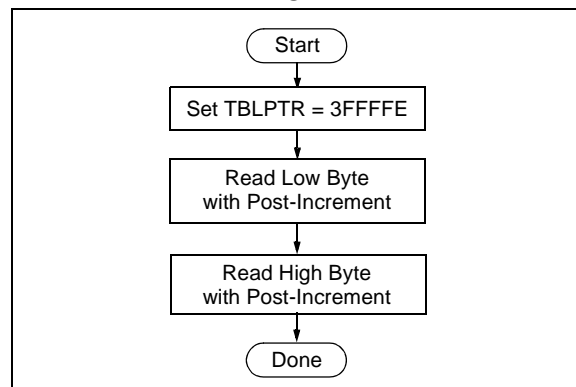 Start
Set TBLPTR = 3FFFFE
Read Low Byte
with Post-Increment
Read High Byte
with Post-Increment
Done